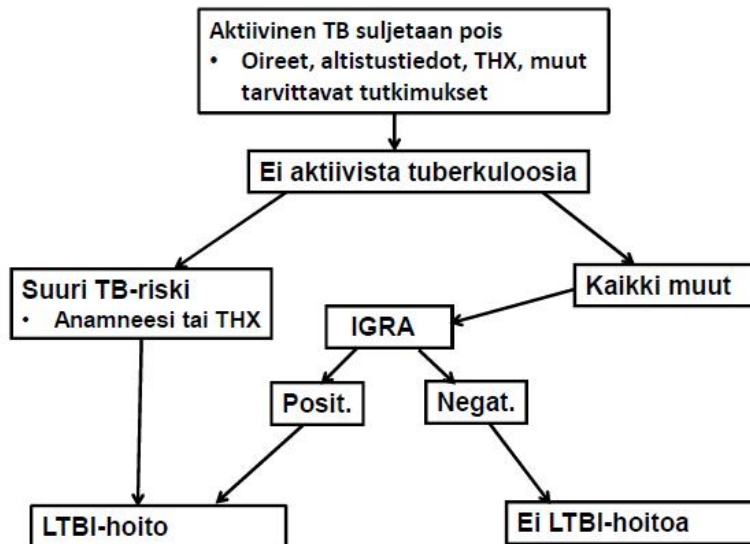 Aktiivinen TB suljetaan pois
• Oireet, altistustiedot, THX, muut
tarvittavat tutkimukset
Ei aktiivista tuberkuloosia
Suuri TB-riski
• Anamneesi tai THX
Kaikki muut
IGRA
Posit.
Negat.
LTBI-hoito
Ei LTBI-hoitoa